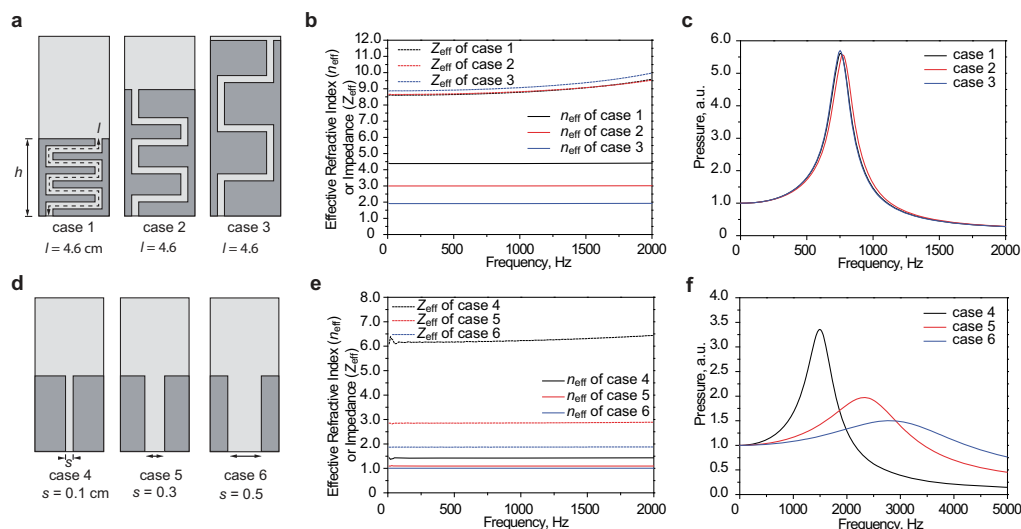 a
h
l
case 1
l = 4.6 cm
case 2
l = 4.6
case 3
l = 4.6
b
Effective Refractive Index (neff)
or Impedance (Zeff)
12.0
11.0
10.0
9.0
8.0
7.0
6.0
5.0
4.0
3.0
2.0
1.0
0.0
Zeff of case 1
Zeff of case 2
Zeff of case 3
neff of case 1
neff of case 2
neff of case 3
0 500 1000 1500 2000
Frequency, Hz
c
Pressure, a.u.
6.0
5.0
4.0
3.0
2.0
1.0
0.0
case 1
case 2
case 3
0 500 1000 1500 2000
Frequency, Hz
d
s
case 4
s = 0.1 cm
case 5
s = 0.3
case 6
s = 0.5
e
Effective Refractive Index (neff)
or Impedance (Zeff)
8.0
7.0
6.0
5.0
4.0
3.0
2.0
1.0
0.0
Zeff of case 4
Zeff of case 5
Zeff of case 6
neff of case 4
neff of case 5
neff of case 6
0 500 1000 1500 2000
Frequency, Hz
f
Pressure, a.u.
4.0
3.5
3.0
2.5
2.0
1.5
1.0
0.5
0.0
case 4
case 5
case 6
0 1000 2000 3000 4000 5000
Frequency, Hz